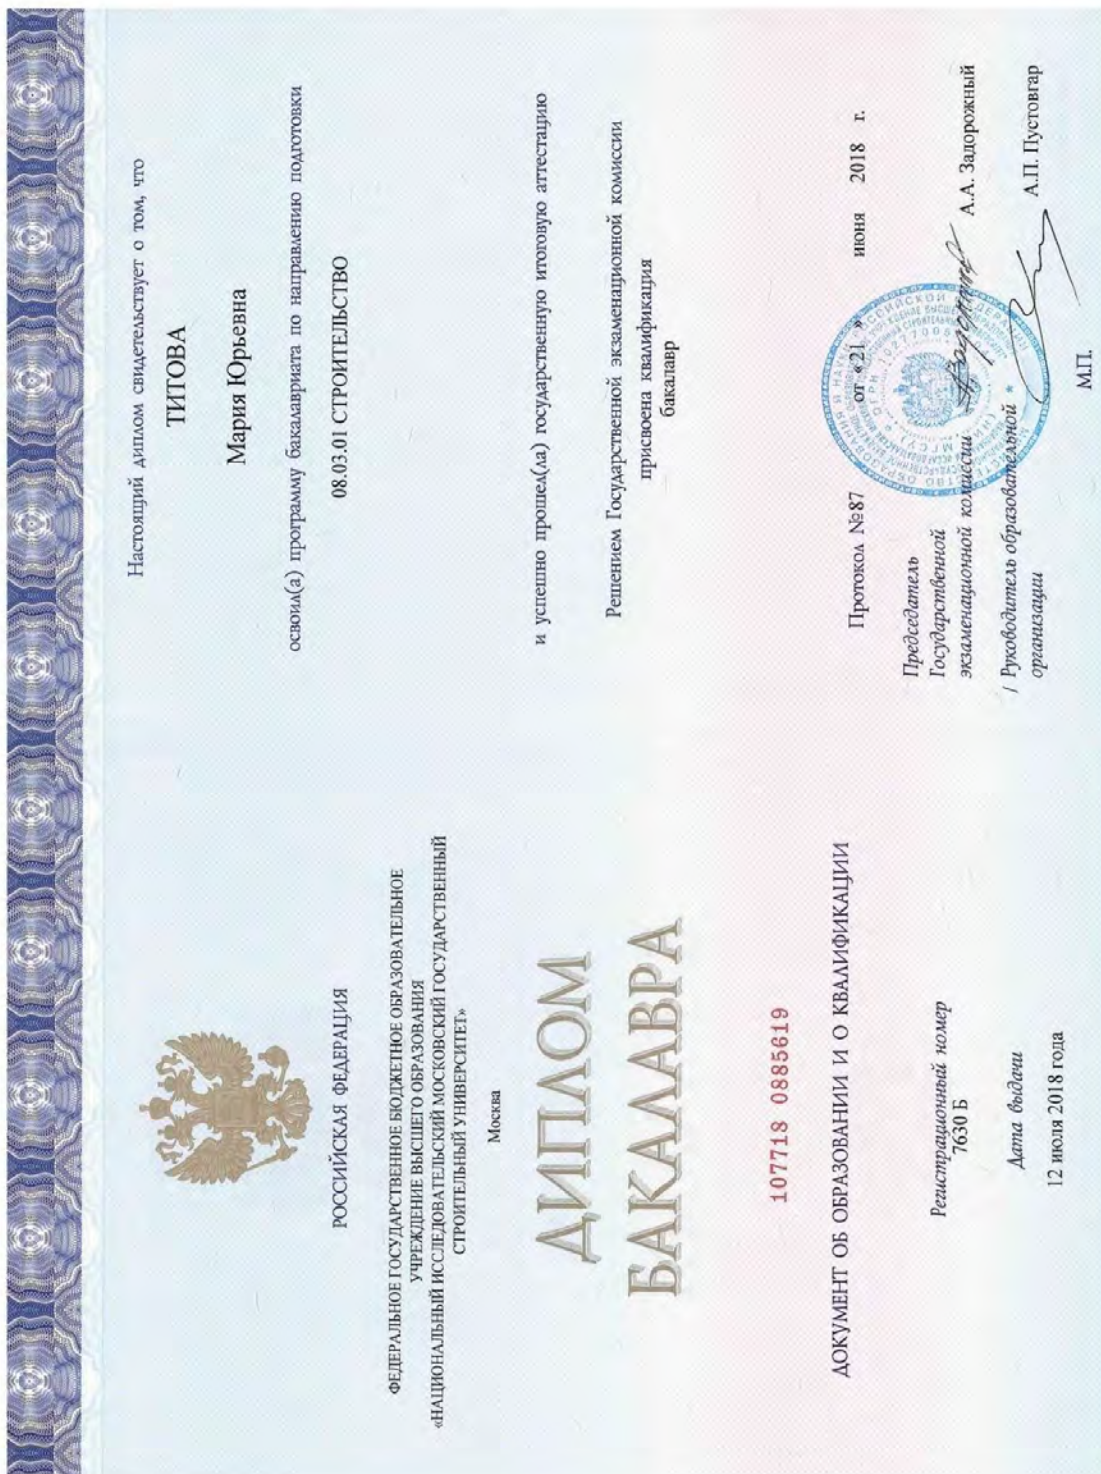 РОССИЙСКАЯ ФЕДЕРАЦИЯ
ФЕДЕРАЛЬНОЕ ГОСУДАРСТВЕННОЕ БЮДЖЕТНОЕ ОБРАЗОВАТЕЛЬНОЕ
УЧРЕЖДЕНИЕ ВЫСШЕГО ОБРАЗОВАНИЯ
«НАЦИОНАЛЬНЫЙ ИССЛЕДОВАТЕЛЬСКИЙ МОСКОВСКИЙ ГОСУДАРСТВЕННЫЙ
СТРОИТЕЛЬНЫЙ УНИВЕРСИТЕТ»
Москва
ДИПЛОМ
БАКАЛАВРА
107718 0885619
ДОКУМЕНТ ОБ ОБРАЗОВАНИИ И О КВАЛИФИКАЦИИ
Регистрационный номер
7630 Б
Дата выдачи
12 июля 2018 года
Настоящий диплом свидетельствует о том, что
ТИТОВА
Мария Юрьевна
освоил(а) программу бакалавриата по направлению подготовки
08.03.01 СТРОИТЕЛЬСТВО
и успешно прошел(ла) государственную итоговую аттестацию
Решением Государственной экзаменационной комиссии
присвоена квалификация
бакалавр
Протокол №87 от «21 » июня 2018 г.
Председатель
Государственной
экзаменационной комиссии А.А. Задорожный
/ Руководитель образовательной А.П. Пустовгар
организации
М.П.